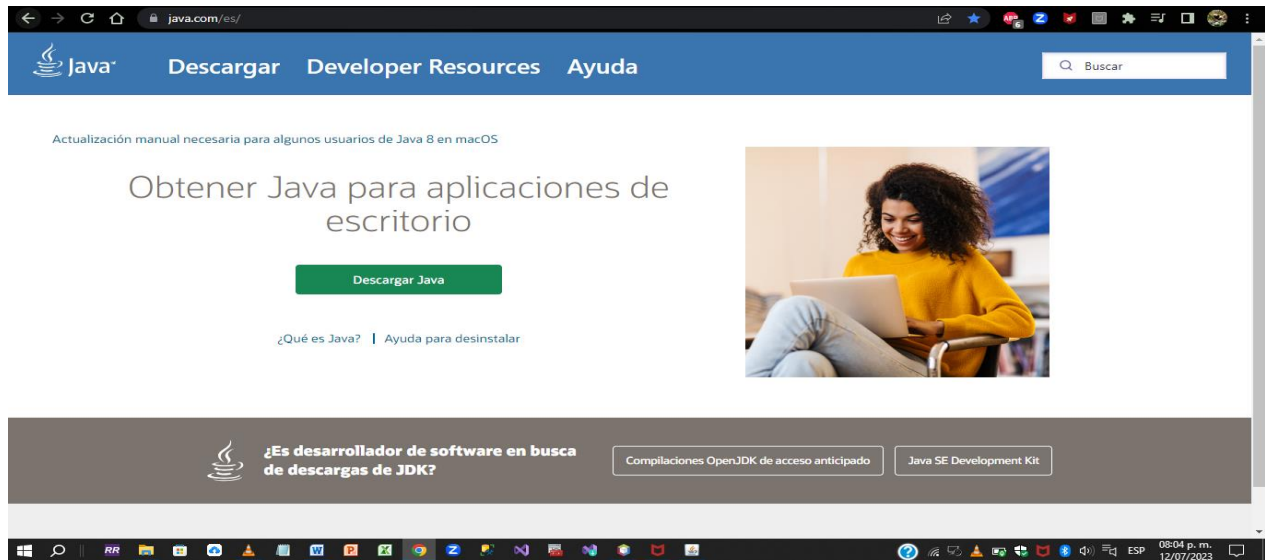 java.com/es/
Java
Descargar Developer Resources Ayuda
Buscar
Actualización manual necesaria para algunos usuarios de Java 8 en macOS
Obtener Java para aplicaciones de
escritorio
Descargar Java
¿Qué es Java? | Ayuda para desinstalar
¿Es desarrollador de software en busca
de descargas de JDK?
Compilaciones OpenJDK de acceso anticipado
Java SE Development Kit
RR
ESP
08:04 p. m.
12/07/2023